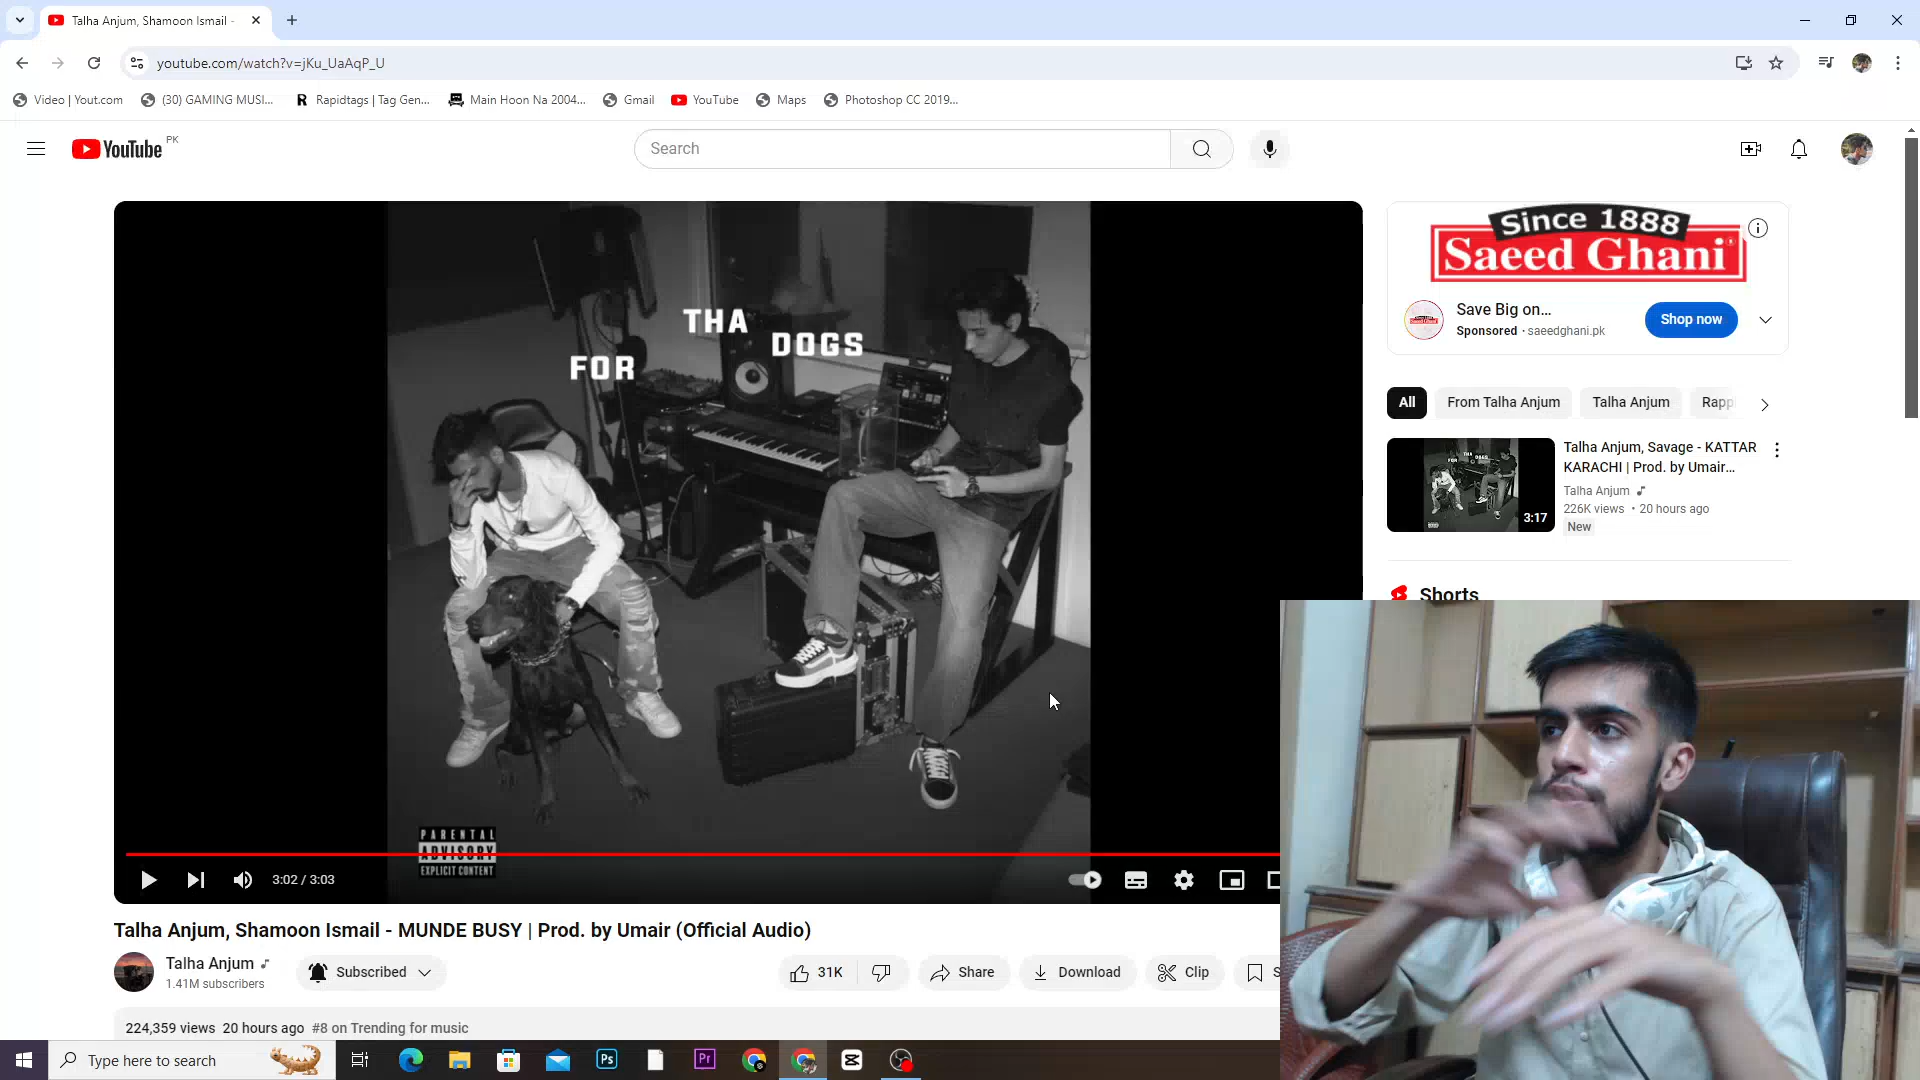 Talha Anjum, Shamoon Ismail -
youtube.com/watch?v=jKu_UaAqP_U
Video | Yout.com
(30) GAMING MUSI...
Rapidtags | Tag Gen...
Main Hoon Na 2004...
Gmail
YouTube
Maps
Photoshop CC 2019...
YouTube PK
Search
THA
DOGS
FOR
PARENTAL
ADVISORY
EXPLICIT CONTENT
3:02 / 3:03
Since 1888
Saeed Ghani
Save Big on...
Sponsored · saeedghani.pk
Shop now
All
From Talha Anjum
Talha Anjum
Rapp
3:17
Talha Anjum, Savage - KATTAR
KARACHI | Prod. by Umair...
Talha Anjum
226K views • 20 hours ago
New
Shorts
Talha Anjum, Shamoon Ismail - MUNDE BUSY | Prod. by Umair (Official Audio)
Talha Anjum
1.41M subscribers
Subscribed
31K
Share
Download
Clip
S
224,359 views 20 hours ago #8 on Trending for music
Type here to search
Ps
Pr